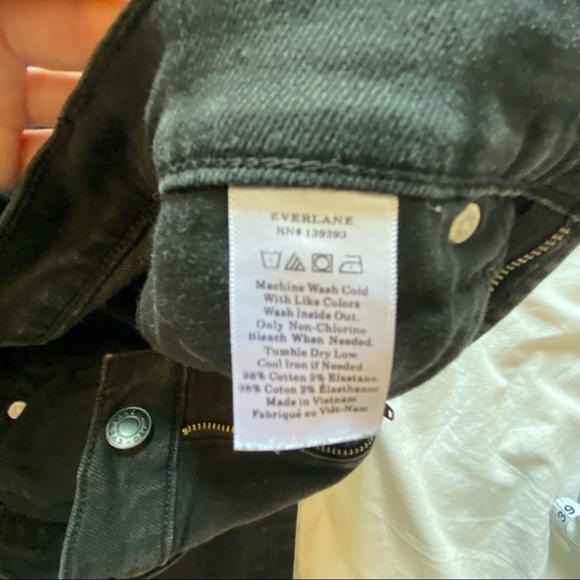 EVERLANE
RN# 139393
Machine Wash Cold
With Like Colors
Wash Inside Out.
Only Non-Chlorine
Bleach When Needed.
Tumble Dry Low.
Cool Iron if Needed.
98% Cotton 2% Elastane
98% Coton 2% Élasthanne
Made in Vietnam
Fabriqué au Viêt-Nam
39